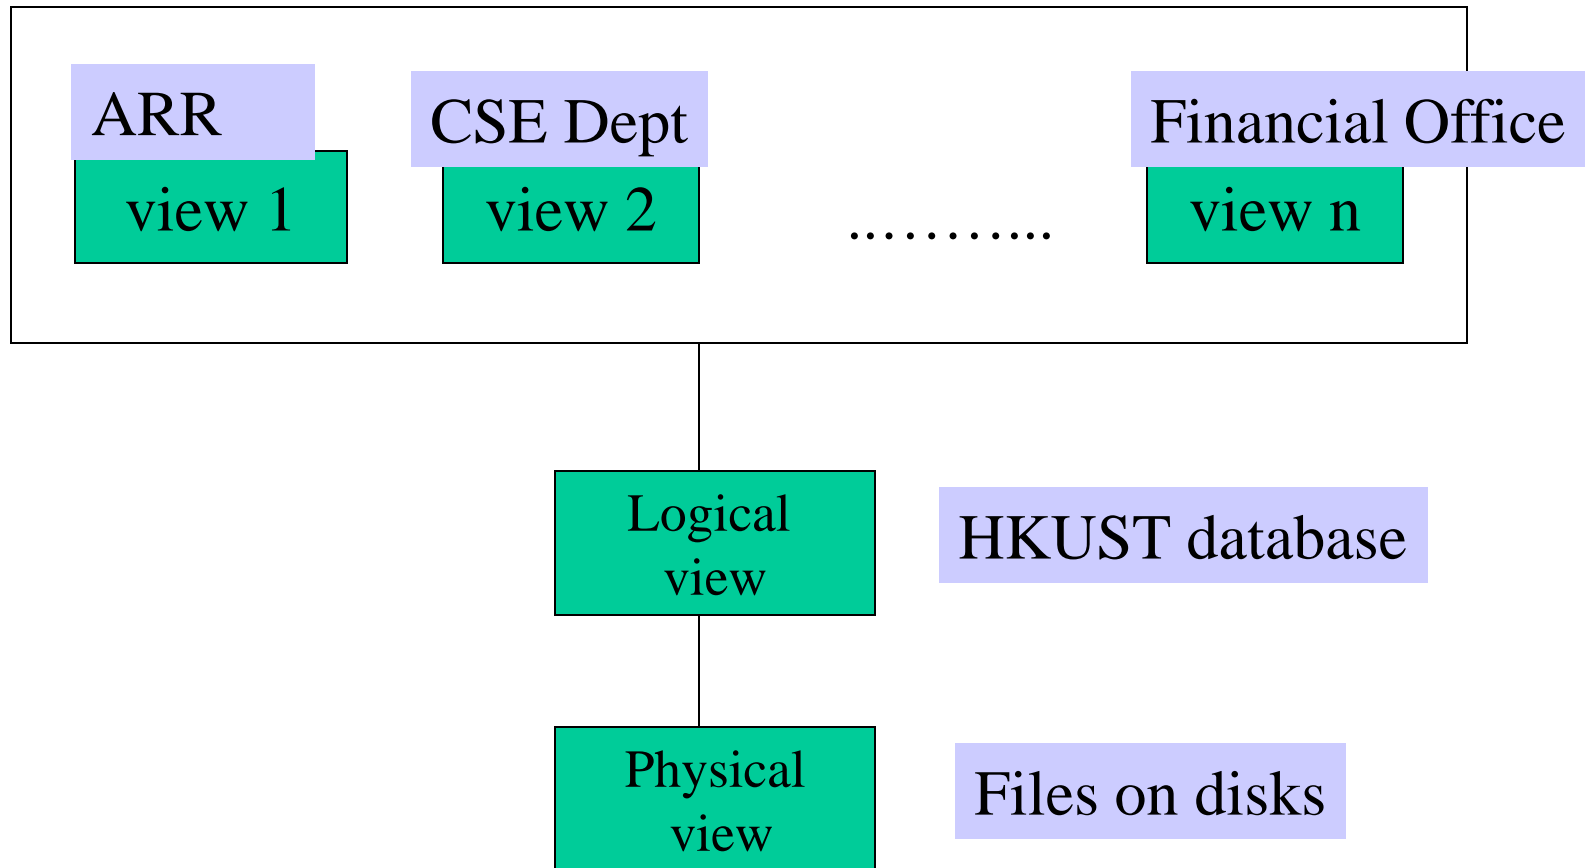 ARR
CSE Dept
Financial Office
view 1
view 2
...........
view n
Logical
view
HKUST database
Physical
view
Files on disks